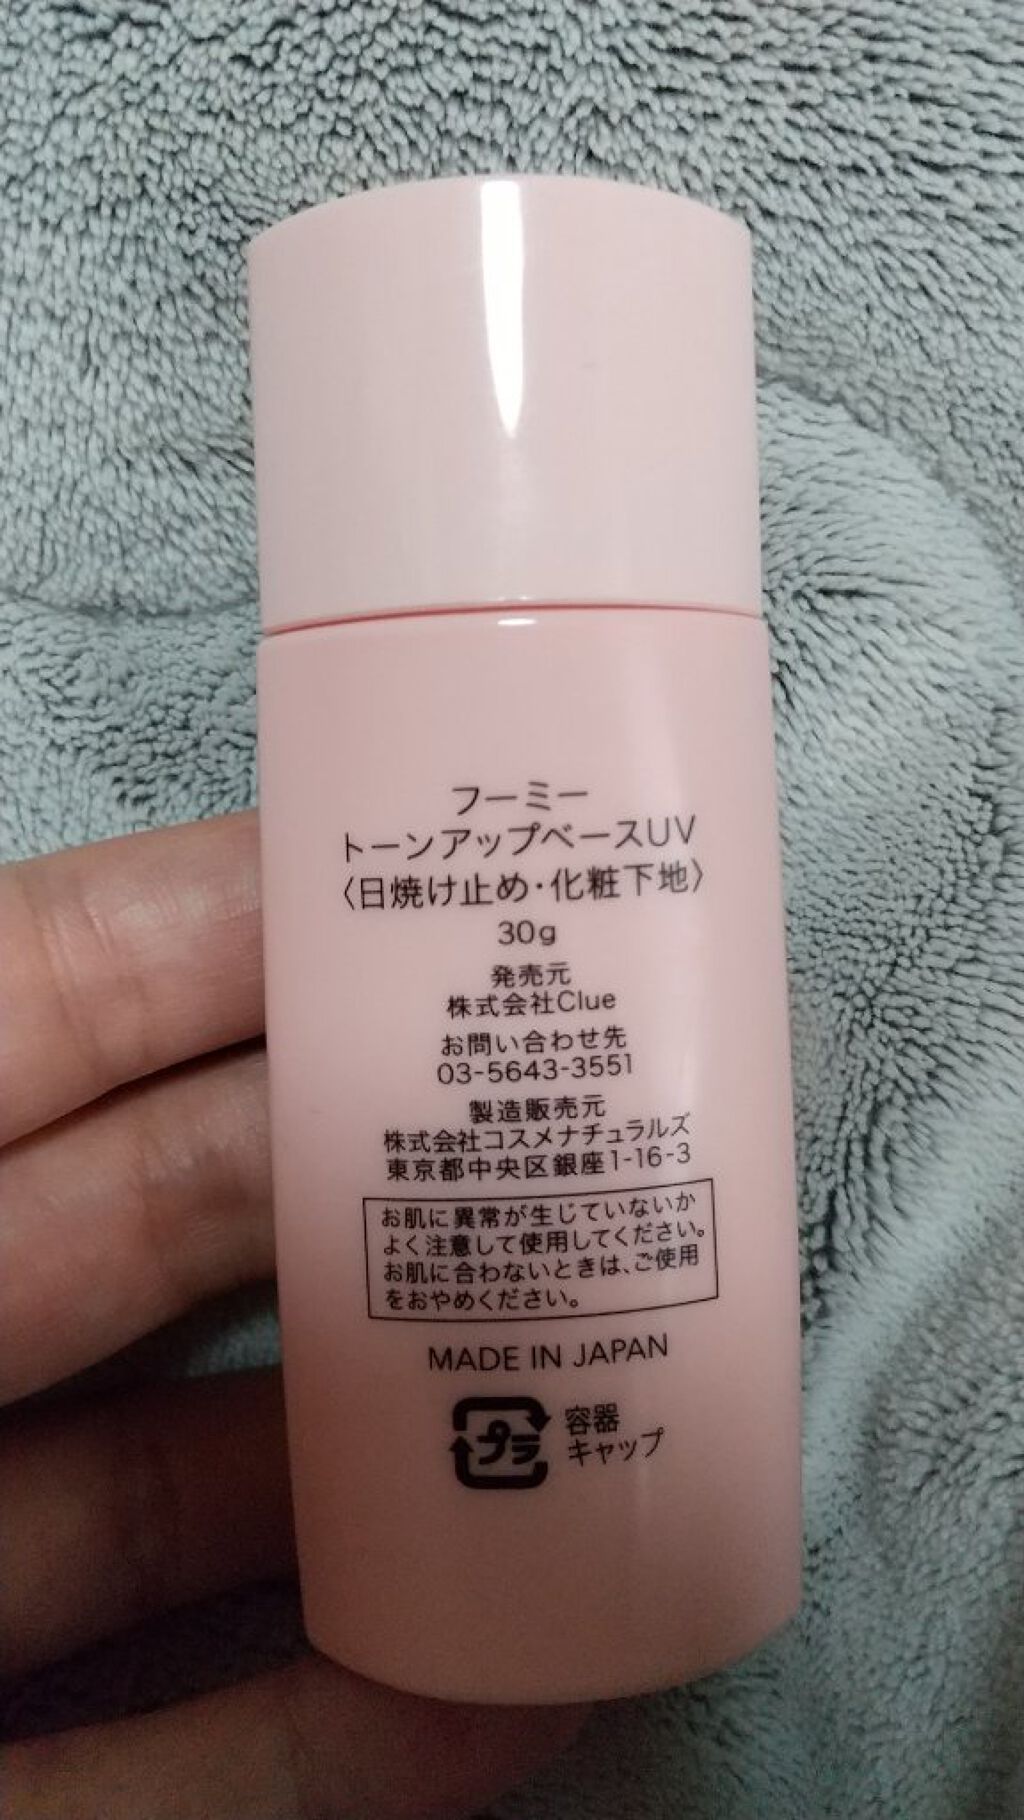 フーミー
トーンアップベースUV
〈日焼け止め・化粧下地〉
30g
発売元
株式会社Clue
お問い合わせ先
03-5643-3551
製造販売元
株式会社コスメナチュラルズ
東京都中央区銀座1-16-3
お肌に異常が生じていないか
よく注意して使用してください。
お肌に合わないときは、ご使用
をおやめください。
MADE IN JAPAN
プラ 容器
キャップ